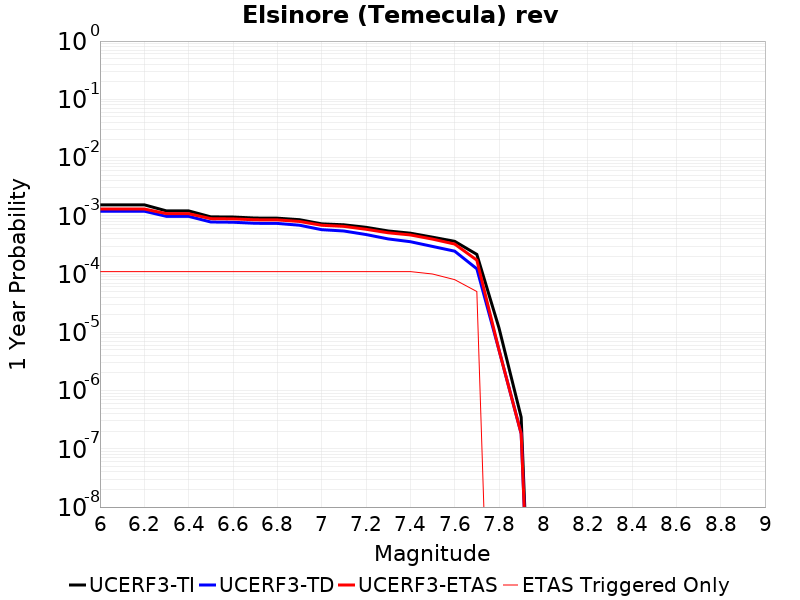 Elsinore (Temecula) rev
1 Year Probability
10^0
10^-1
10^-2
10^-3
10^-4
10^-5
10^-6
10^-7
10^-8
6 6.2 6.4 6.6 6.8 7 7.2 7.4 7.6 7.8 8 8.2 8.4 8.6 8.8 9
Magnitude
UCERF3-TI UCERF3-TD UCERF3-ETAS ETAS Triggered Only